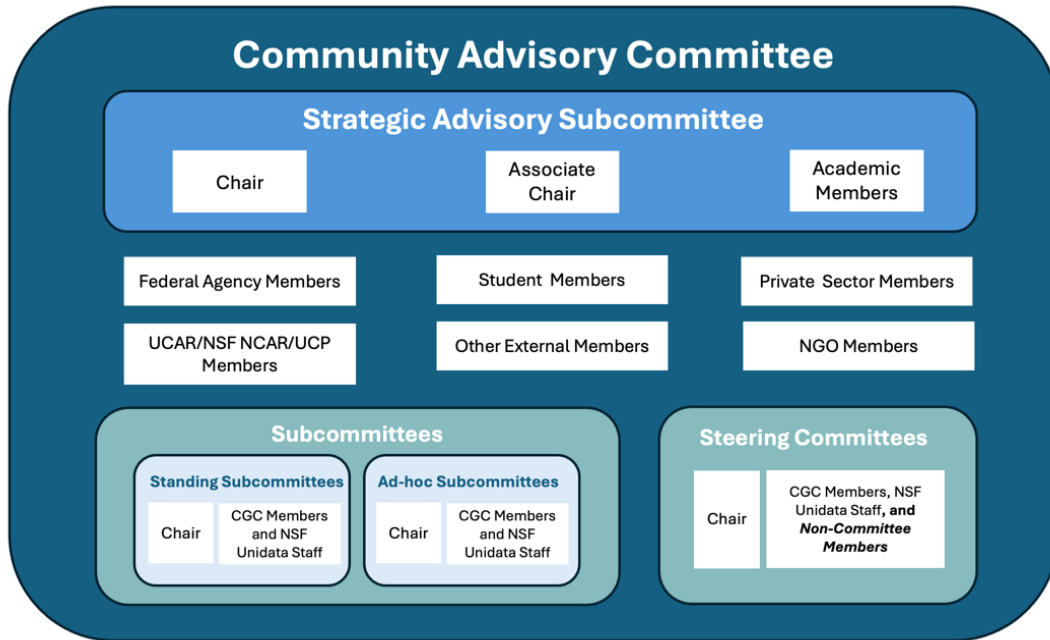 Community Advisory Committee
Strategic Advisory Subcommittee
Chair
Associate
Chair
Academic
Members
Federal Agency Members
Student Members
Private Sector Members
UCAR/NSF NCAR/UCP
Members
Other External Members
NGO Members
Subcommittees
Standing Subcommittees
Chair
CGC Members
and NSF
Unidata Staff
Ad-hoc Subcommittees
Chair
CGC Members
and NSF
Unidata Staff
Steering Committees
Chair
CGC Members, NSF
Unidata Staff, and
Non-Committee
Members